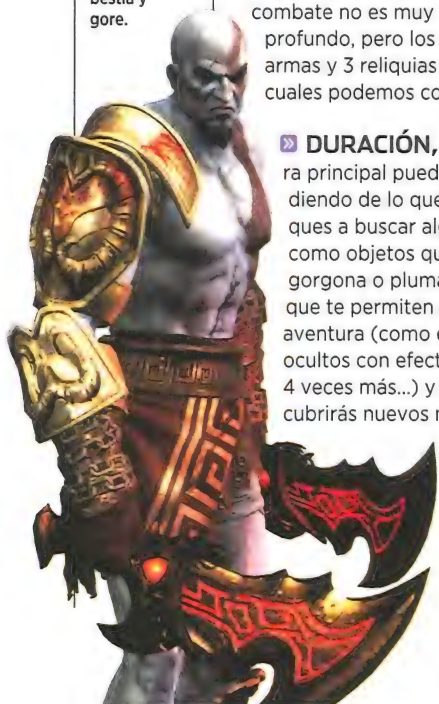 gore.
combate no es muy
profundo, pero los
armas y 3 reliquias
cuales podemos co
» DURACIÓN,
ra principal pued
diendo de lo que
ques a buscar al
como objetos qu
gorgona o pluma
que te permiten
aventura (como
ocultos con efect
4 veces más...) y
cubrirás nuevos